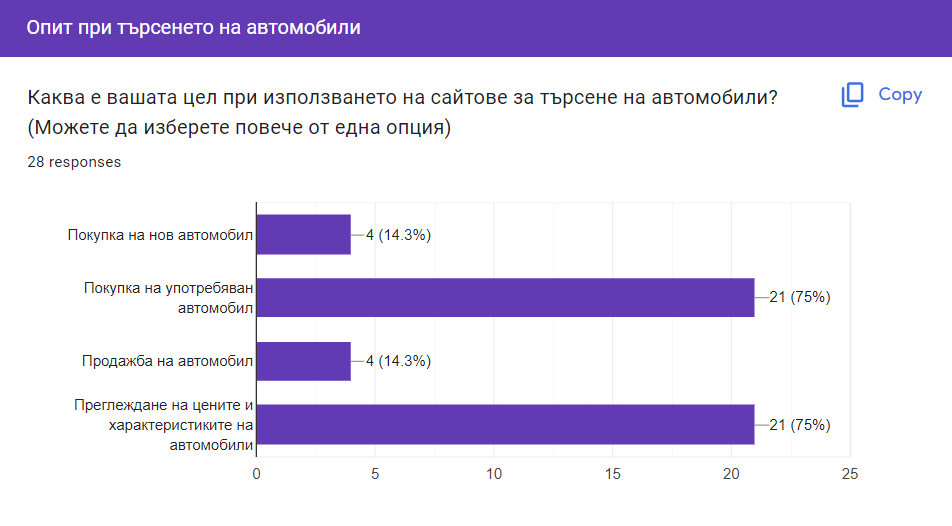 Опит при търсенето на автомобили
Каква е вашата цел при използването на сайтове за търсене на автомобили?
(Можете да изберете повече от една опция)
Copy
28 responses
Покупка на нов автомобил
4 (14.3%)
Покупка на употребяван
автомобил
21 (75%)
Продажба на автомобил
4 (14.3%)
Преглеждане на цените и
характеристиките на
автомобили
21 (75%)
0 5 10 15 20 25